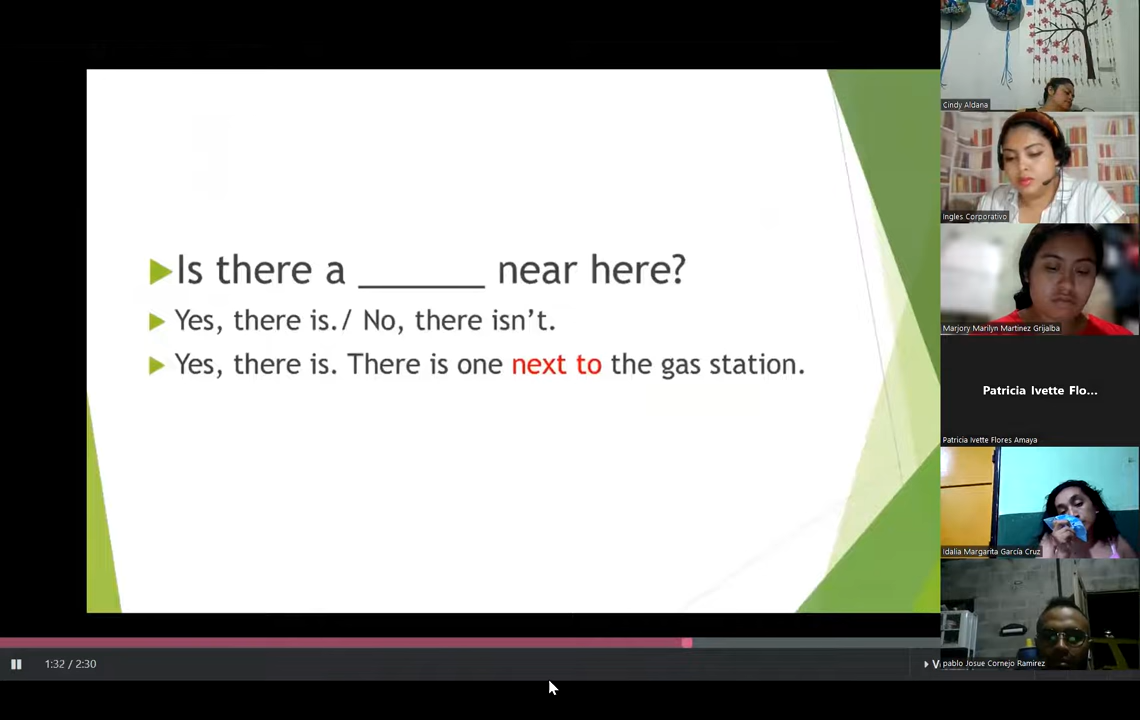 Is there a ______ near here?
Yes, there is./ No, there isn't.
Yes, there is. There is one next to the gas station.
1:32 / 2:30
Cindy Aldana
Ingles Corporativo
Marjory Marilyn Martinez Grijalba
Patricia Ivette Flo...
Patricia Ivette Flores Amaya
Idalia Margarita García Cruz
V
pablo Josue Cornejo Ramirez